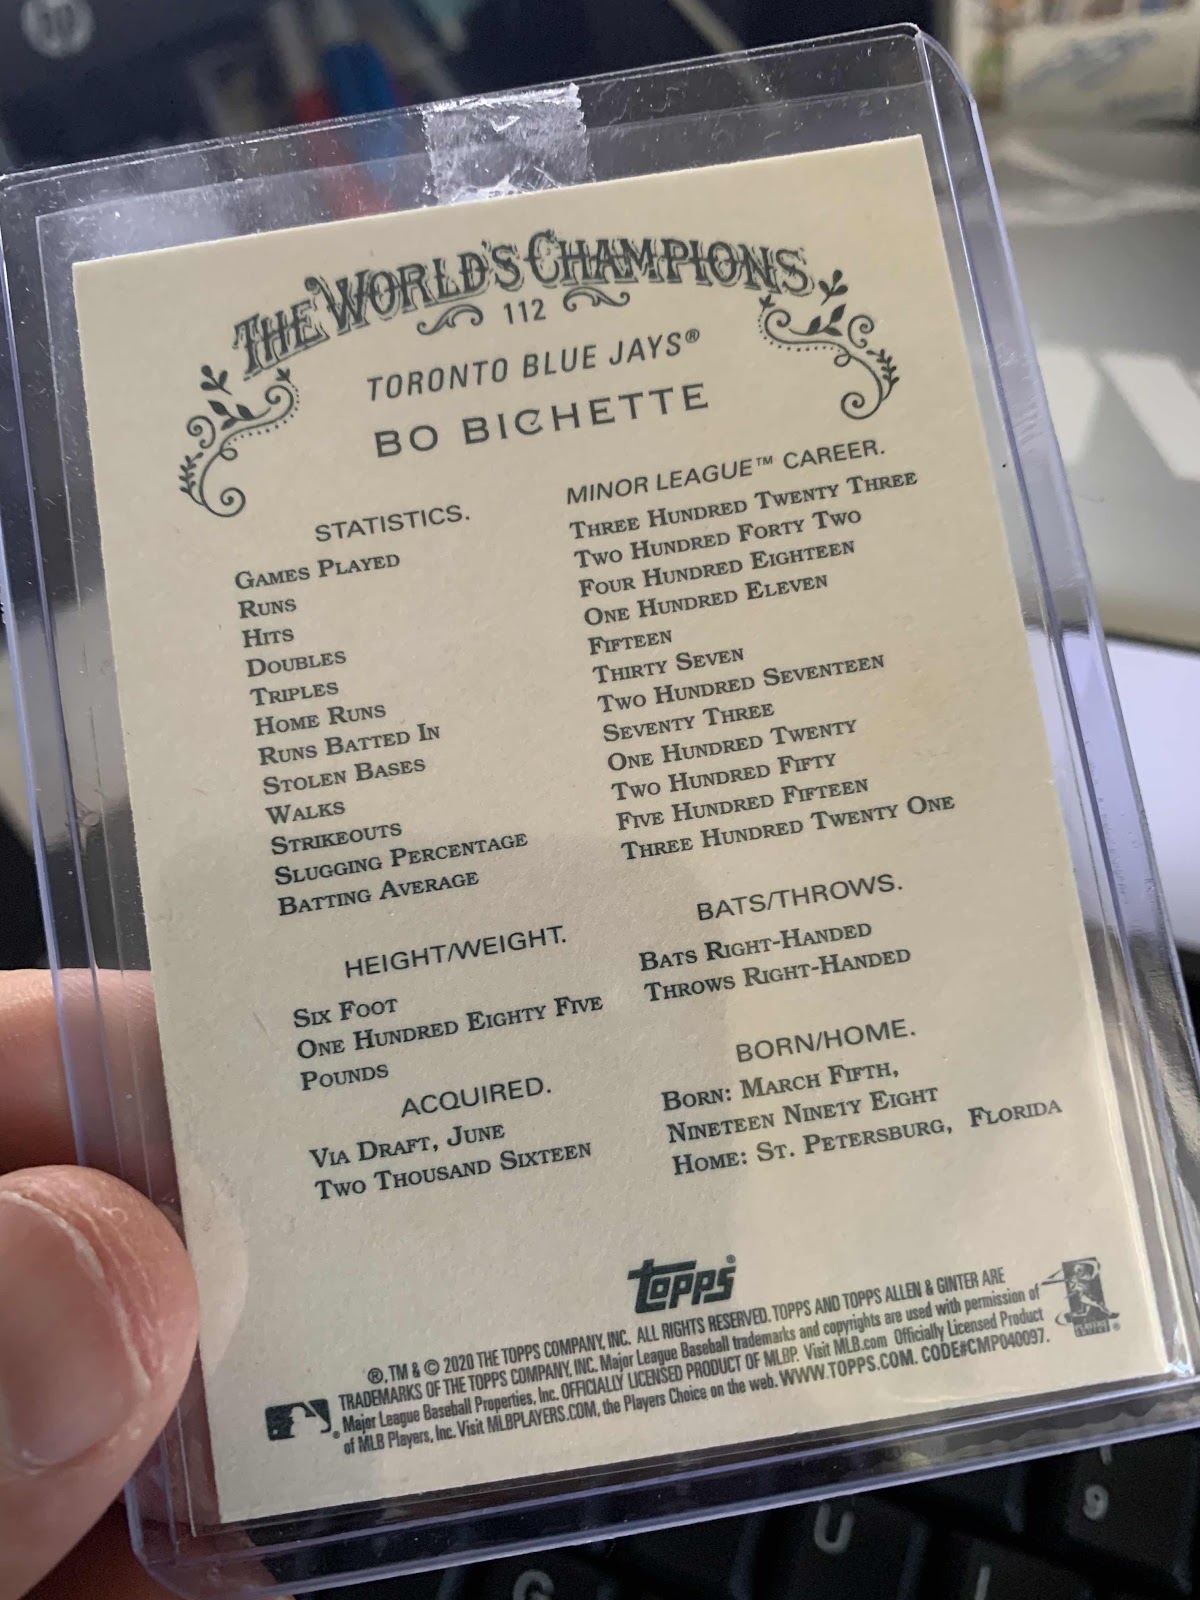 THE WORLD'S CHAMPIONS
112
TORONTO BLUE JAYS®
BO BICHETTE
STATISTICS.
GAMES PLAYED
RUNS
HITS
DOUBLES
TRIPLES
HOME RUNS
RUNS BATTED IN
STOLEN BASES
WALKS
STRIKEOUTS
SLUGGING PERCENTAGE
BATTING AVERAGE
MINOR LEAGUE™ CAREER.
THREE HUNDRED TWENTY THREE
TWO HUNDRED FORTY TWO
FOUR HUNDRED EIGHTEEN
ONE HUNDRED ELEVEN
FIFTEEN
THIRTY SEVEN
TWO HUNDRED SEVENTEEN
SEVENTY THREE
ONE HUNDRED TWENTY
TWO HUNDRED FIFTY
FIVE HUNDRED FIFTEEN
THREE HUNDRED TWENTY ONE
HEIGHT/WEIGHT.
SIX FOOT
ONE HUNDRED EIGHTY FIVE
POUNDS
BATS/THROWS.
BATS RIGHT-HANDED
THROWS RIGHT-HANDED
ACQUIRED.
VIA DRAFT, JUNE
TWO THOUSAND SIXTEEN
BORN/HOME.
BORN: MARCH FIFTH,
NINETEEN NINETY EIGHT
HOME: ST. PETERSBURG, FLORIDA
topps®
®, TM & © 2020 THE TOPPS COMPANY, INC. ALL RIGHTS RESERVED. TOPPS AND TOPPS ALLEN & GINTER ARE
TRADEMARKS OF THE TOPPS COMPANY, INC. Major League Baseball trademarks and copyrights are used with permission of
Major League Baseball Properties, Inc. OFFICIALLY LICENSED PRODUCT OF MLBP. Visit MLB.com Officially Licensed Product
of MLB Players, Inc. Visit MLBPLAYERS.COM, the Players Choice on the web. WWW.TOPPS.COM. CODE#CMP040097.
U
I
9
G